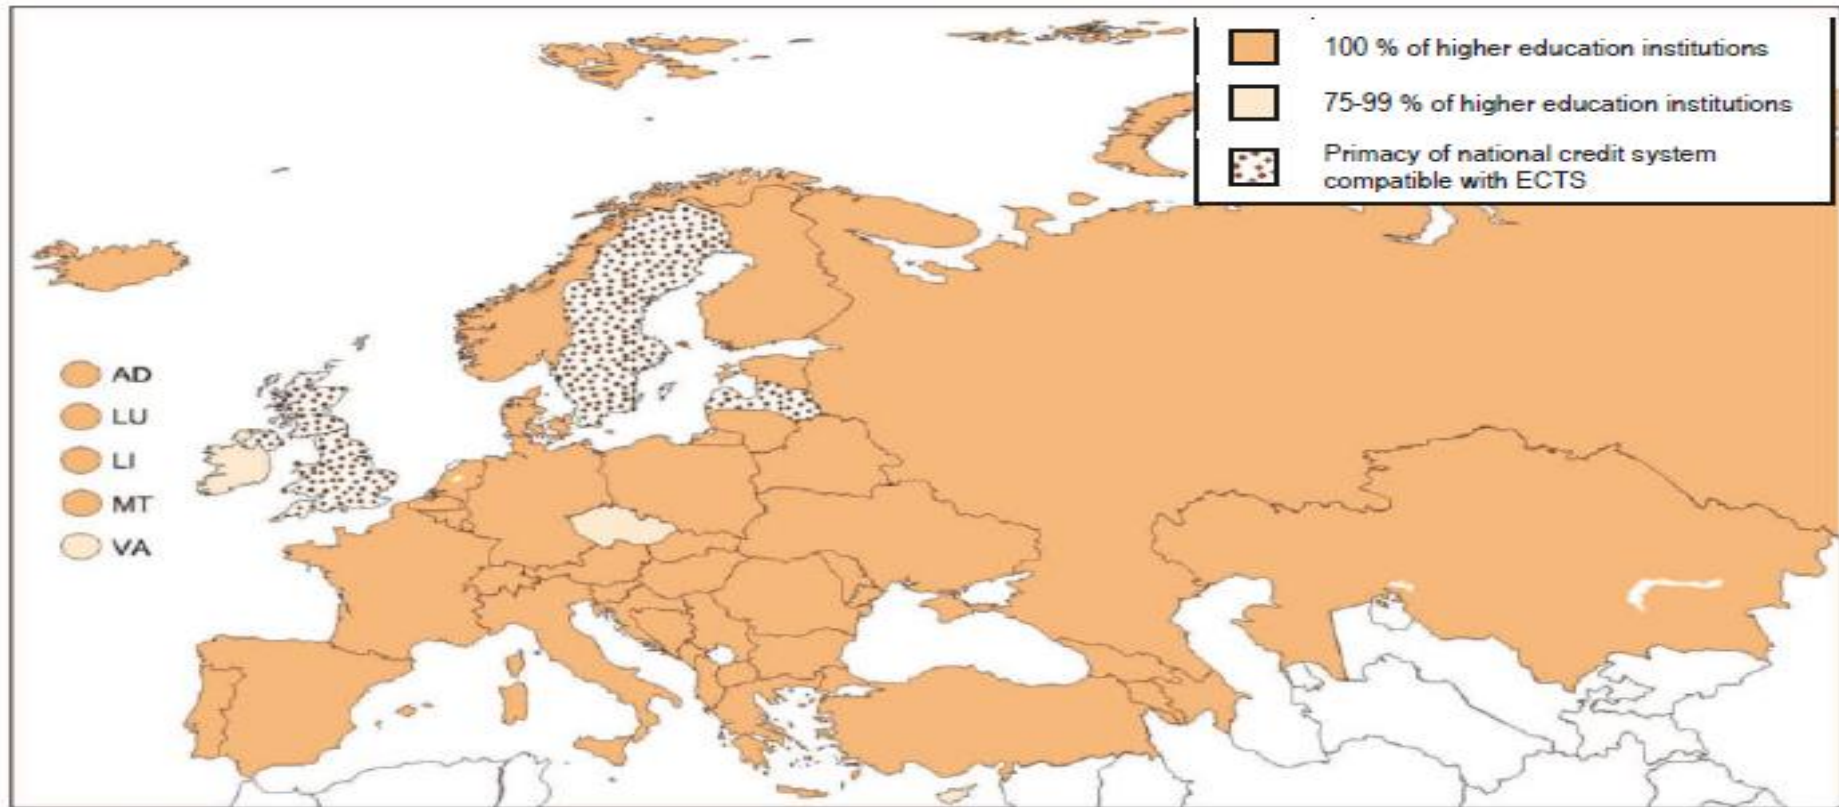 100 % of higher education institutions
75-99 % of higher education institutions
Primacy of national credit system
compatible with ECTS
AD
LU
LI
MT
VA